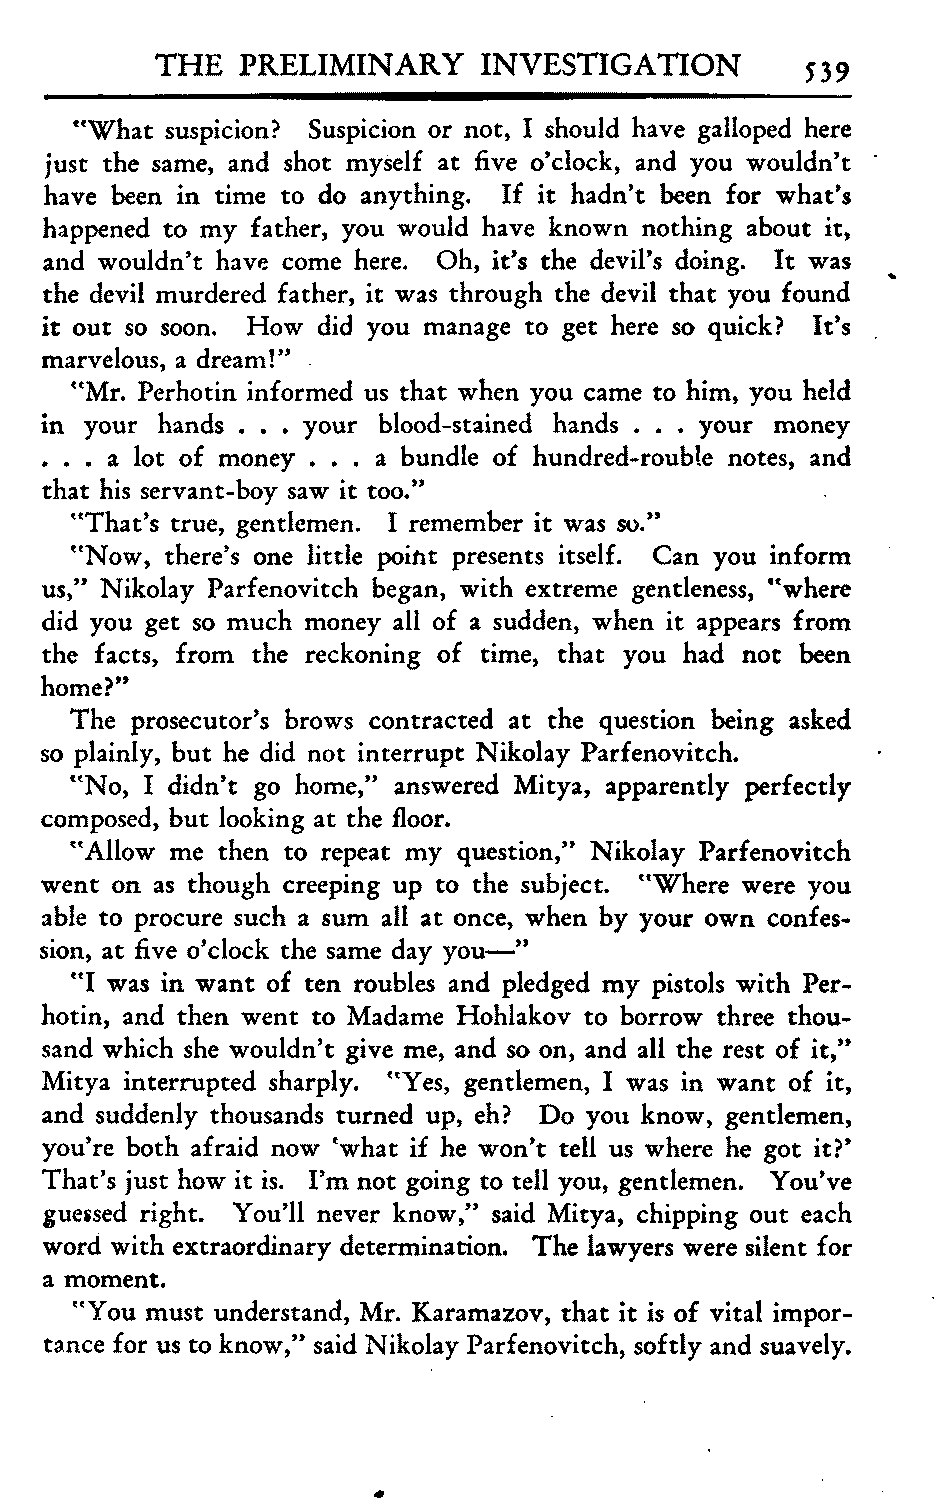 THE PRELIMINARY INVESTIGATION 539
"What suspicion? Suspicion or not, I should have galloped here
just the same, and shot myself at five o'clock, and you wouldn't
have been in time to do anything. If it hadn't been for what's
happened to my father, you would have known nothing about it,
and wouldn't have come here. Oh, it's the devil's doing. It was
the devil murdered father, it was through the devil that you found
it out so soon. How did you manage to get here so quick? It's
marvelous, a dream!"
"Mr. Perhotin informed us that when you came to him, you held
in your hands . . . your blood-stained hands . . . your money
. . . a lot of money . . . a bundle of hundred-rouble notes, and
that his servant-boy saw it too."
"That's true, gentlemen. I remember it was so."
"Now, there's one little point presents itself. Can you inform
us," Nikolay Parfenovitch began, with extreme gentleness, "where
did you get so much money all of a sudden, when it appears from
the facts, from the reckoning of time, that you had not been
home?"
The prosecutor's brows contracted at the question being asked
so plainly, but he did not interrupt Nikolay Parfenovitch.
"No, I didn't go home," answered Mitya, apparently perfectly
composed, but looking at the floor.
"Allow me then to repeat my question," Nikolay Parfenovitch
went on as though creeping up to the subject. "Where were you
able to procure such a sum all at once, when by your own confes-
sion, at five o'clock the same day you—"
"I was in want of ten roubles and pledged my pistols with Per-
hotin, and then went to Madame Hohlakov to borrow three thou-
sand which she wouldn't give me, and so on, and all the rest of it,"
Mitya interrupted sharply. "Yes, gentlemen, I was in want of it,
and suddenly thousands turned up, eh? Do you know, gentlemen,
you're both afraid now 'what if he won't tell us where he got it?'
That's just how it is. I'm not going to tell you, gentlemen. You've
guessed right. You'll never know," said Mitya, chipping out each
word with extraordinary determination. The lawyers were silent for
a moment.
"You must understand, Mr. Karamazov, that it is of vital impor-
tance for us to know," said Nikolay Parfenovitch, softly and suavely.